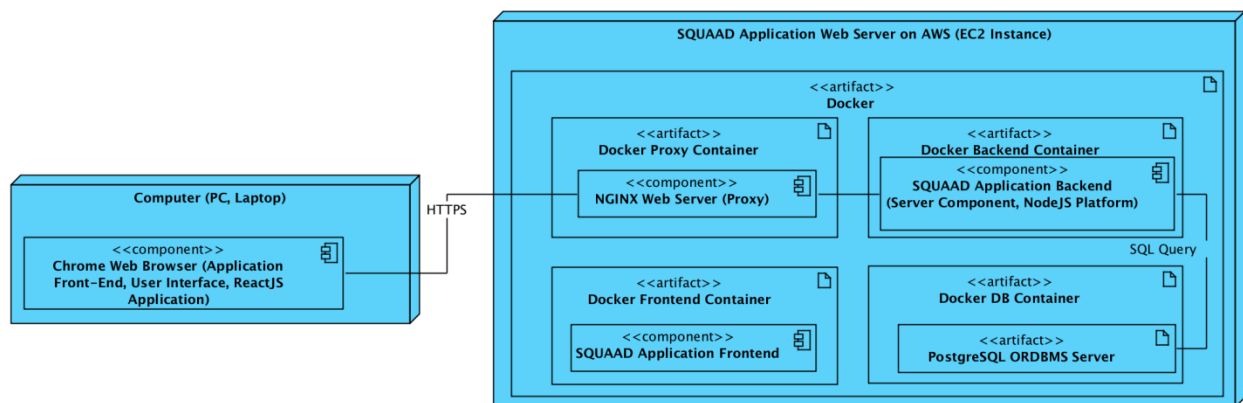 SQUAAD Application Web Server on AWS (EC2 Instance)
<<artifact>>
Docker
<<artifact>>
Docker Proxy Container
<<component>>
NGINX Web Server (Proxy)
<<artifact>>
Docker Backend Container
<<component>>
SQUAAD Application Backend
(Server Component, NodeJS Platform)
Computer (PC, Laptop)
HTTPS
<<component>>
Chrome Web Browser (Application
Front-End, User Interface, ReactJS
Application)
SQL Query
<<artifact>>
Docker Frontend Container
<<component>>
SQUAAD Application Frontend
<<artifact>>
Docker DB Container
<<artifact>>
PostgreSQL ORDBMS Server